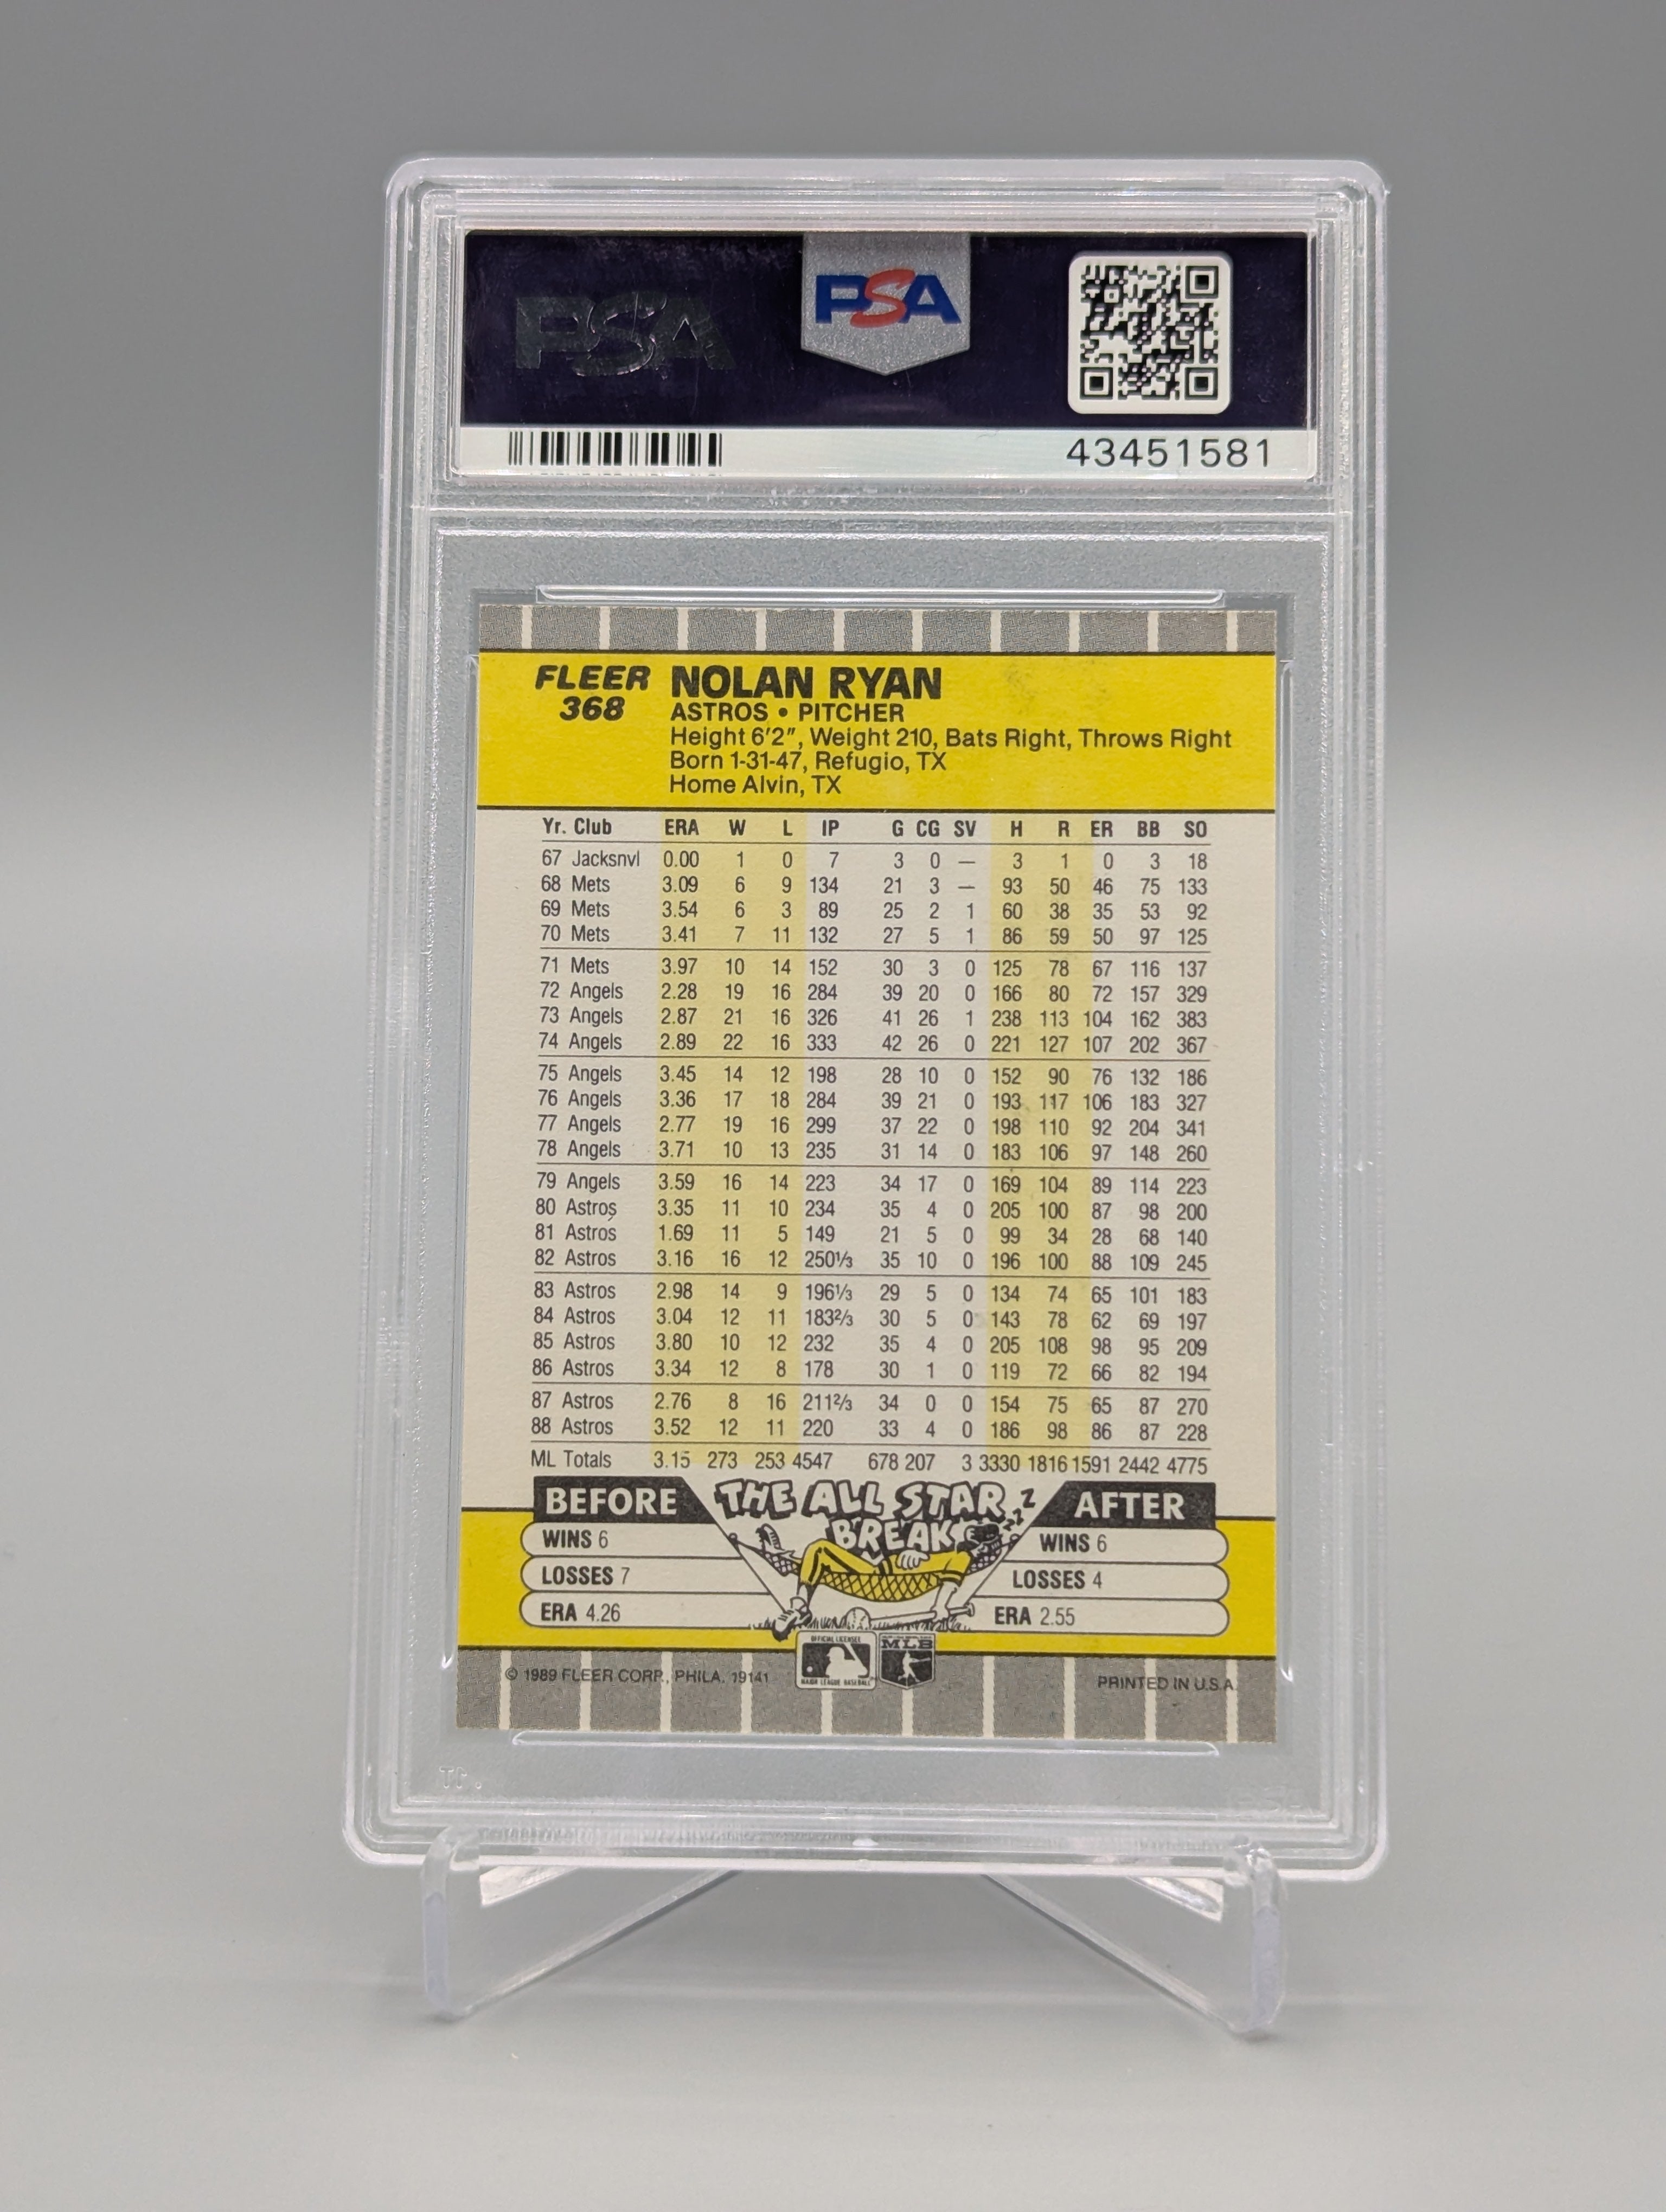 PSA PSA
43451581
FLEER NOLAN RYAN
368 ASTROS • PITCHER
Height 6'2", Weight 210, Bats Right, Throws Right
Born 1-31-47, Refugio, TX
Home Alvin, TX
Yr. Club ERA W L IP G CG SV H R ER BB SO
67 Jacksnvl 0.00 1 0 7 3 0 — 3 1 0 3 18
68 Mets 3.09 6 9 134 21 3 — 93 50 46 75 133
69 Mets 3.54 6 3 89 25 2 1 60 38 35 53 92
70 Mets 3.41 7 11 132 27 5 1 86 59 50 97 125
71 Mets 3.97 10 14 152 30 3 0 125 78 67 116 137
72 Angels 2.28 19 16 284 39 20 0 166 80 72 157 329
73 Angels 2.87 21 16 326 41 26 1 238 113 104 162 383
74 Angels 2.89 22 16 333 42 26 0 221 127 107 202 367
75 Angels 3.45 14 12 198 28 10 0 152 90 76 132 186
76 Angels 3.36 17 18 284 39 21 0 193 117 106 183 327
77 Angels 2.77 19 16 299 37 22 0 198 110 92 204 341
78 Angels 3.71 10 13 235 31 14 0 183 106 97 148 260
79 Angels 3.59 16 14 223 34 17 0 169 104 89 114 223
80 Astros 3.35 11 10 234 35 4 0 205 100 87 98 200
81 Astros 1.69 11 5 149 21 5 0 99 34 28 68 140
82 Astros 3.16 16 12 250⅓ 35 10 0 196 100 88 109 245
83 Astros 2.98 14 9 196⅓ 29 5 0 134 74 65 101 183
84 Astros 3.04 12 11 183⅔ 30 5 0 143 78 62 69 197
85 Astros 3.80 10 12 232 35 4 0 205 108 98 95 209
86 Astros 3.34 12 8 178 30 1 0 119 72 66 82 194
87 Astros 2.76 8 16 211⅔ 34 0 0 154 75 65 87 270
88 Astros 3.52 12 11 220 33 4 0 186 98 86 87 228
ML Totals 3.15 273 253 4547 678 207 3 3330 1816 1591 2442 4775
BEFORE THE ALL STAR BREAK ZZZZ AFTER
WINS 6 WINS 6
LOSSES 7 LOSSES 4
ERA 4.26 ERA 2.55
OFFICIAL LICENSEE
MAJOR LEAGUE BASEBALL
MLB
© 1989 FLEER CORP., PHILA. 19141 PRINTED IN U.S.A.